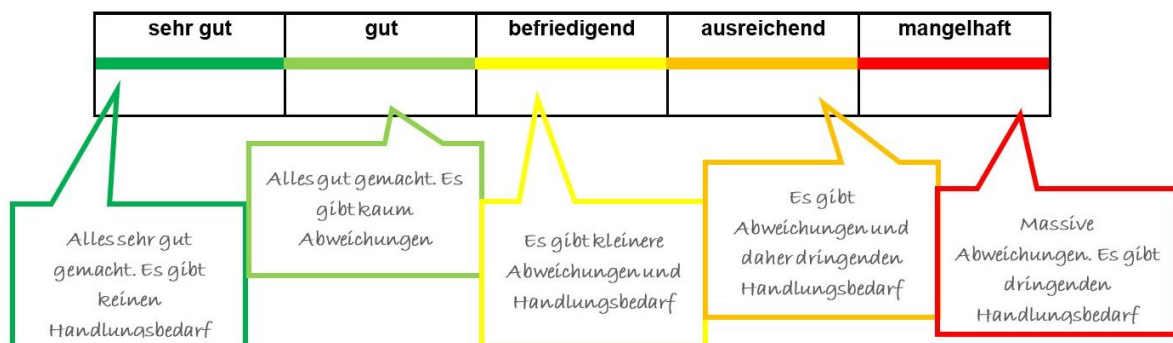 sehr gut
gut
befriedigend
ausreichend
mangelhaft
Alles sehr gut
gemacht. Es gibt
keinen
Handlungsbedarf
Alles gut gemacht. Es
gibt kaum
Abweichungen
Es gibt kleinere
Abweichungen und
Handlungsbedarf
Es gibt
Abweichungen und
daher dringenden
Handlungsbedarf
Massive
Abweichungen. Es gibt
dringenden
Handlungsbedarf